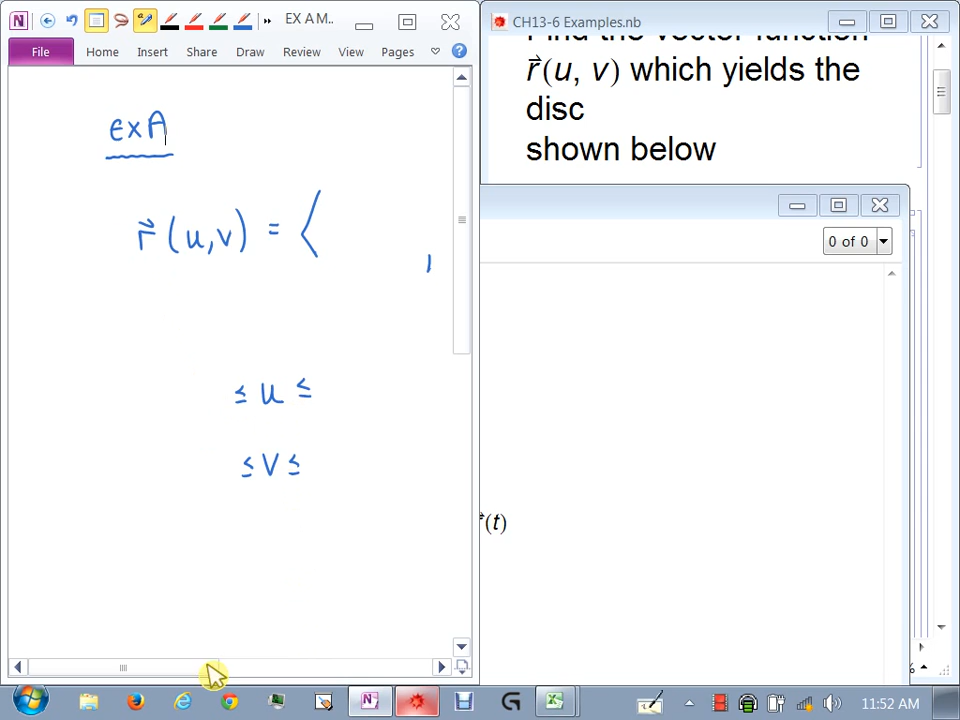 EX A M..
CH13-6 Examples.nb
File Home Insert Share Draw Review View Pages
r⃗(u, v) which yields the
disc
shown below
ExA
r⃗(u,v) = ⟨ ,
0 of 0
≤ u ≤
≤ v ≤
(t)
11:52 AM